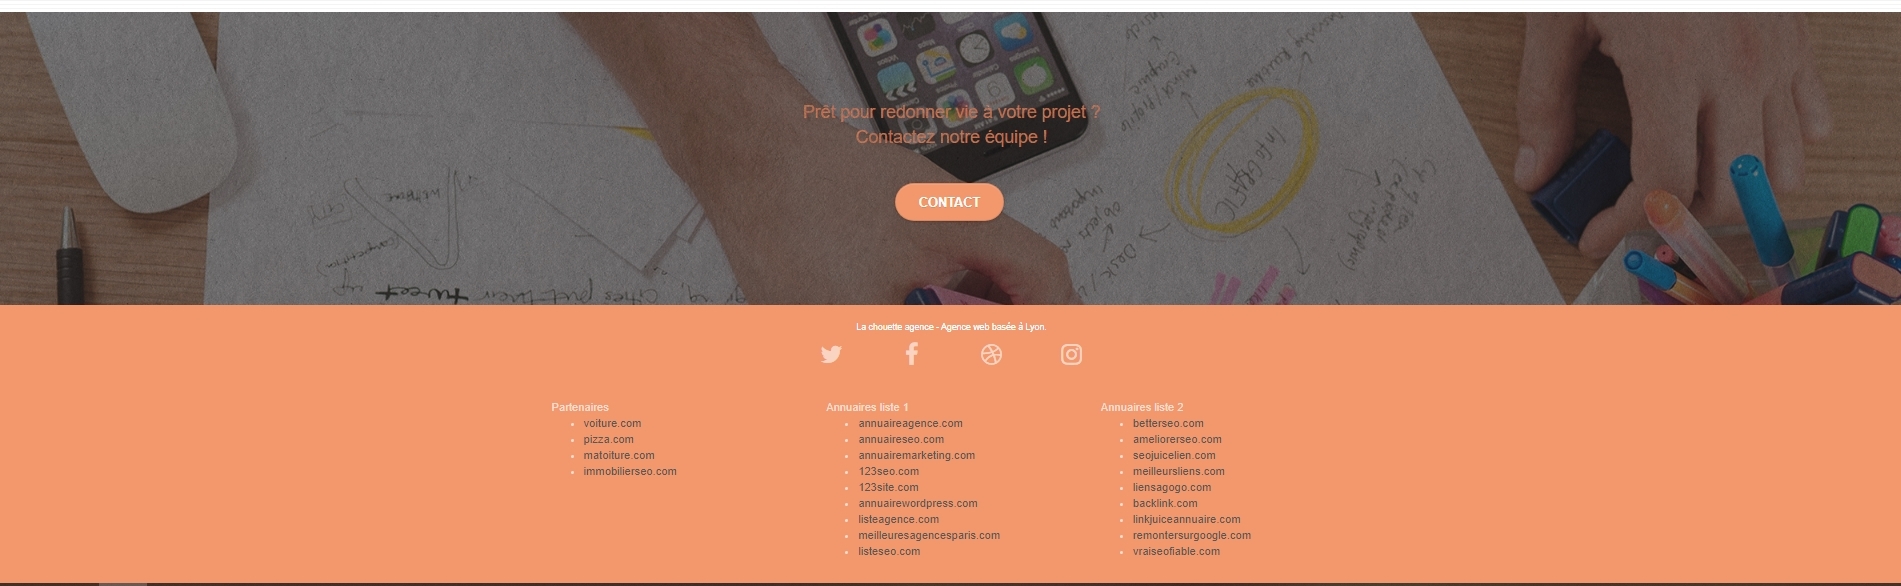 Prêt pour redonner vie à votre projet ?
Contactez notre équipe !
CONTACT
INFOGRAFIC
tweet
La chouette agence - Agence web basée à Lyon
Partenaires
voiture.com
pizza.com
matoiture.com
immobilierseo.com
Annuaires liste 1
annuaireagence.com
annuaireseo.com
annuairemarketing.com
123seo.com
123site.com
annuairewordpress.com
listeagence.com
meilleuresagencesparis.com
listeseo.com
Annuaires liste 2
betterseo.com
ameliorerseo.com
seojuicelien.com
meilleursliens.com
liensagogo.com
backlink.com
linkjuiceannuaire.com
remontersurgoogle.com
vraiseofiable.com